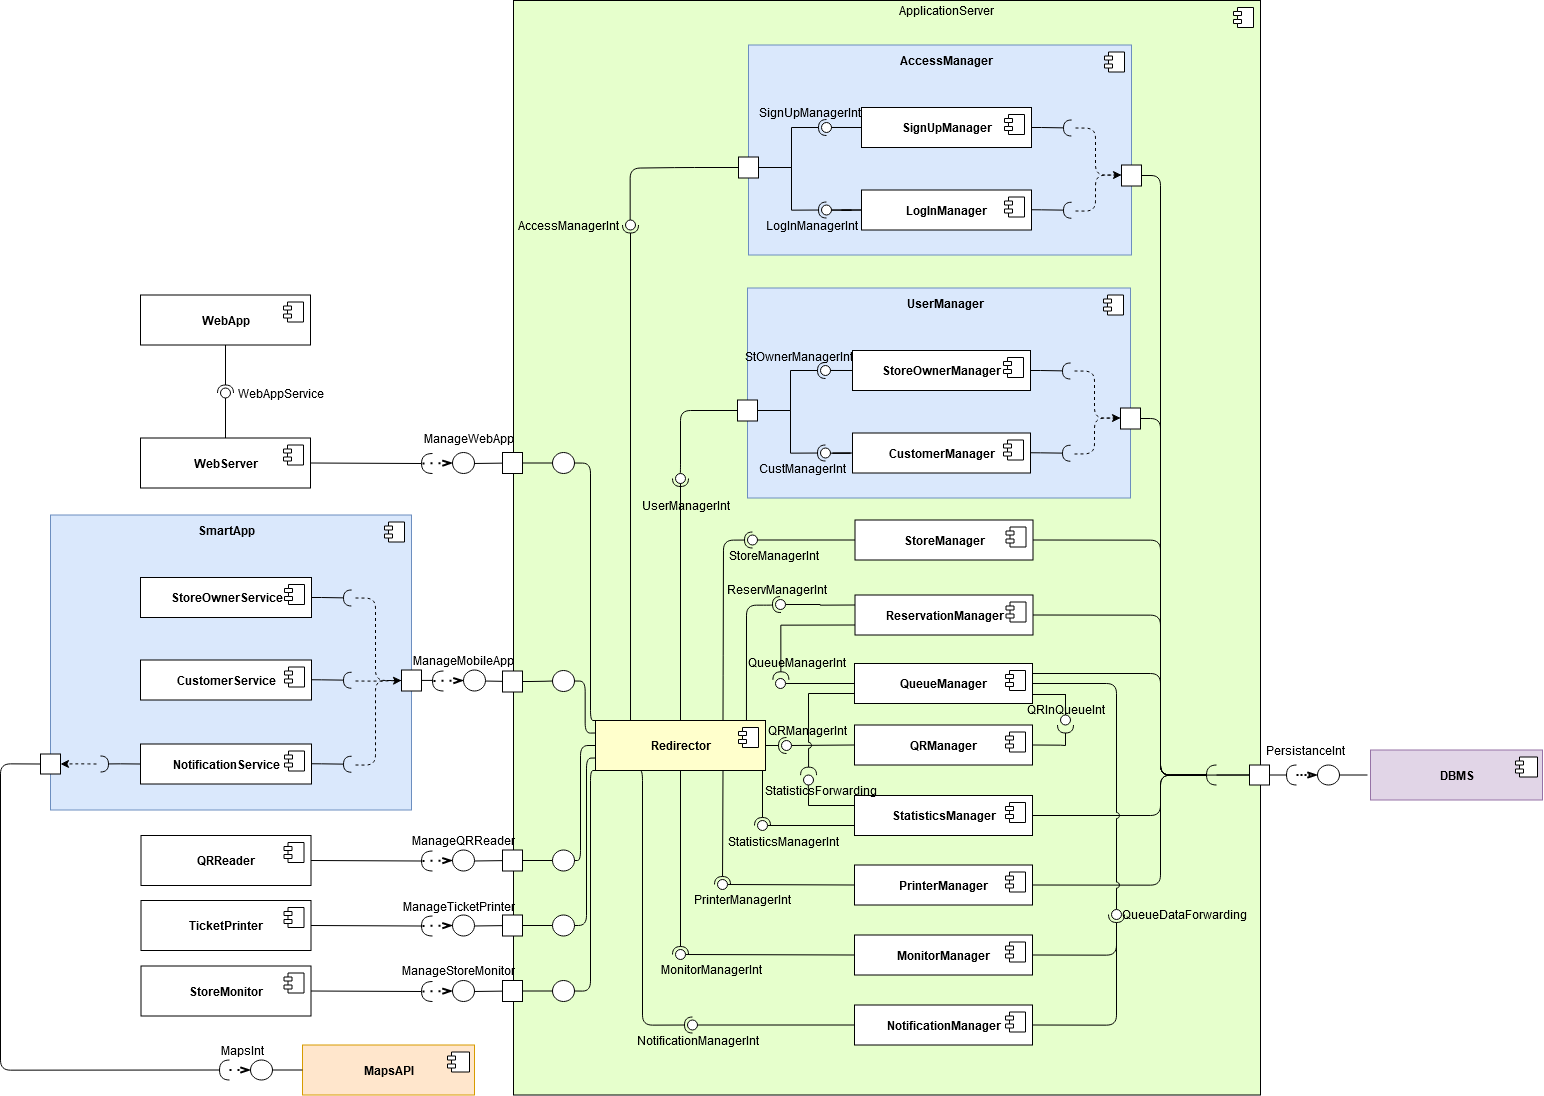 ApplicationServer
AccessManager
SignUpManagerInt
SignUpManager
LogInManager
LogInManagerInt
AccessManagerInt
UserManager
WebApp
StOwnerManagerInt
StoreOwnerManager
WebAppService
ManageWebApp
CustomerManager
WebServer
CustManagerInt
UserManagerInt
SmartApp
StoreManager
StoreManagerInt
ReservManagerInt
StoreOwnerService
ReservationManager
ManageMobileApp
QueueManagerInt
CustomerService
QueueManager
QRInQueueInt
QRManagerInt
Redirector
QRManager
PersistanceInt
NotificationService
DBMS
StatisticsForwarding
StatisticsManager
ManageQRReader
StatisticsManagerInt
QRReader
PrinterManager
PrinterManagerInt
ManageTicketPrinter
QueueDataForwarding
TicketPrinter
MonitorManager
ManageStoreMonitor
MonitorManagerInt
StoreMonitor
NotificationManager
NotificationManagerInt
MapsInt
MapsAPI